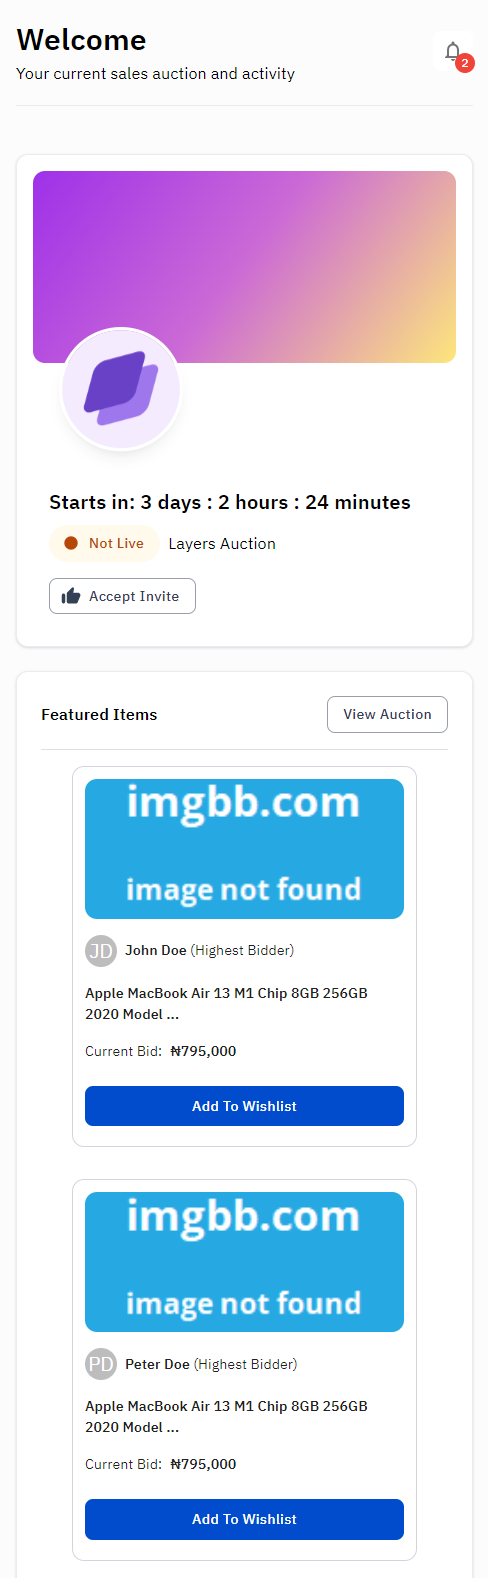 Welcome
Your current sales auction and activity
2
Starts in: 3 days : 2 hours : 24 minutes
Not Live
Layers Auction
Accept Invite
Featured Items
View Auction
imgbb.com
image not found
JD
John Doe (Highest Bidder)
Apple MacBook Air 13 M1 Chip 8GB 256GB
2020 Model ...
Current Bid: ₦795,000
Add To Wishlist
imgbb.com
image not found
PD
Peter Doe (Highest Bidder)
Apple MacBook Air 13 M1 Chip 8GB 256GB
2020 Model ...
Current Bid: ₦795,000
Add To Wishlist